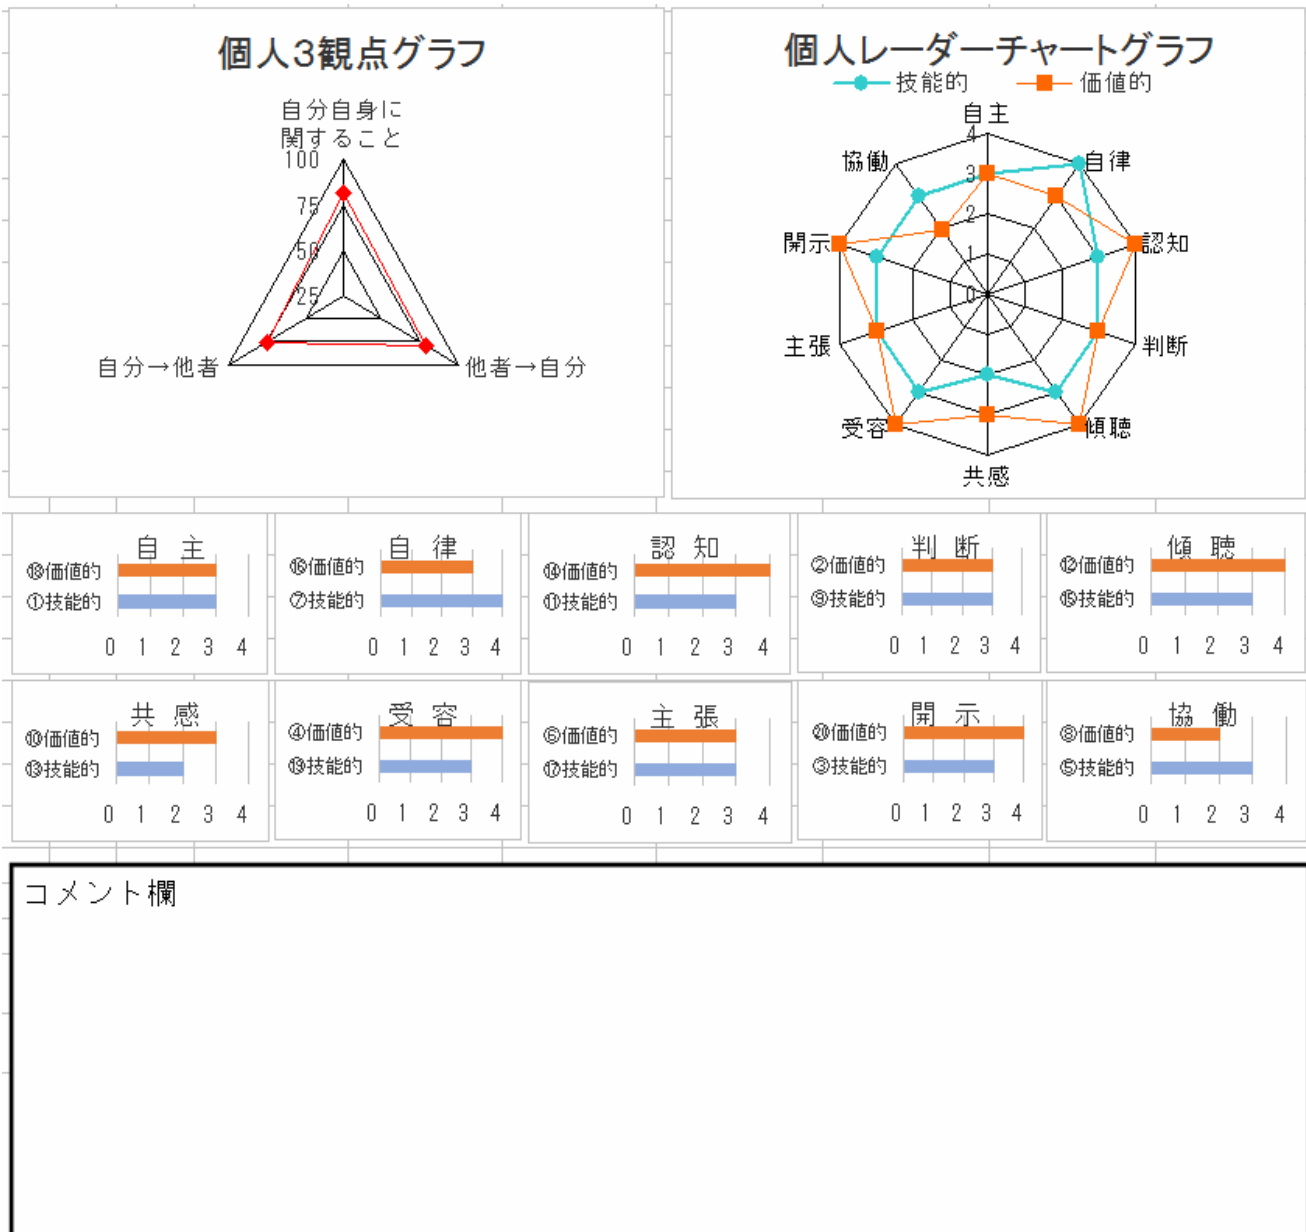 個人3観点グラフ
自分自身に
関すること
100
75
50
25
自分→他者
他者→自分
個人レーダーチャートグラフ
技能的 価値的
自主
自律
認知
判断
傾聴
共感
受容
主張
開示
協働
4
3
2
1
0
自 主
⑱価値的
①技能的
0 1 2 3 4
自 律
⑯価値的
⑦技能的
0 1 2 3 4
認 知
⑭価値的
⑪技能的
0 1 2 3 4
判 断
②価値的
⑨技能的
0 1 2 3 4
傾 聴
⑫価値的
⑮技能的
0 1 2 3 4
共 感
⑩価値的
⑬技能的
0 1 2 3 4
受 容
④価値的
⑲技能的
0 1 2 3 4
主 張
⑥価値的
⑰技能的
0 1 2 3 4
開 示
⑳価値的
③技能的
0 1 2 3 4
協 働
⑧価値的
⑤技能的
0 1 2 3 4
コメント欄